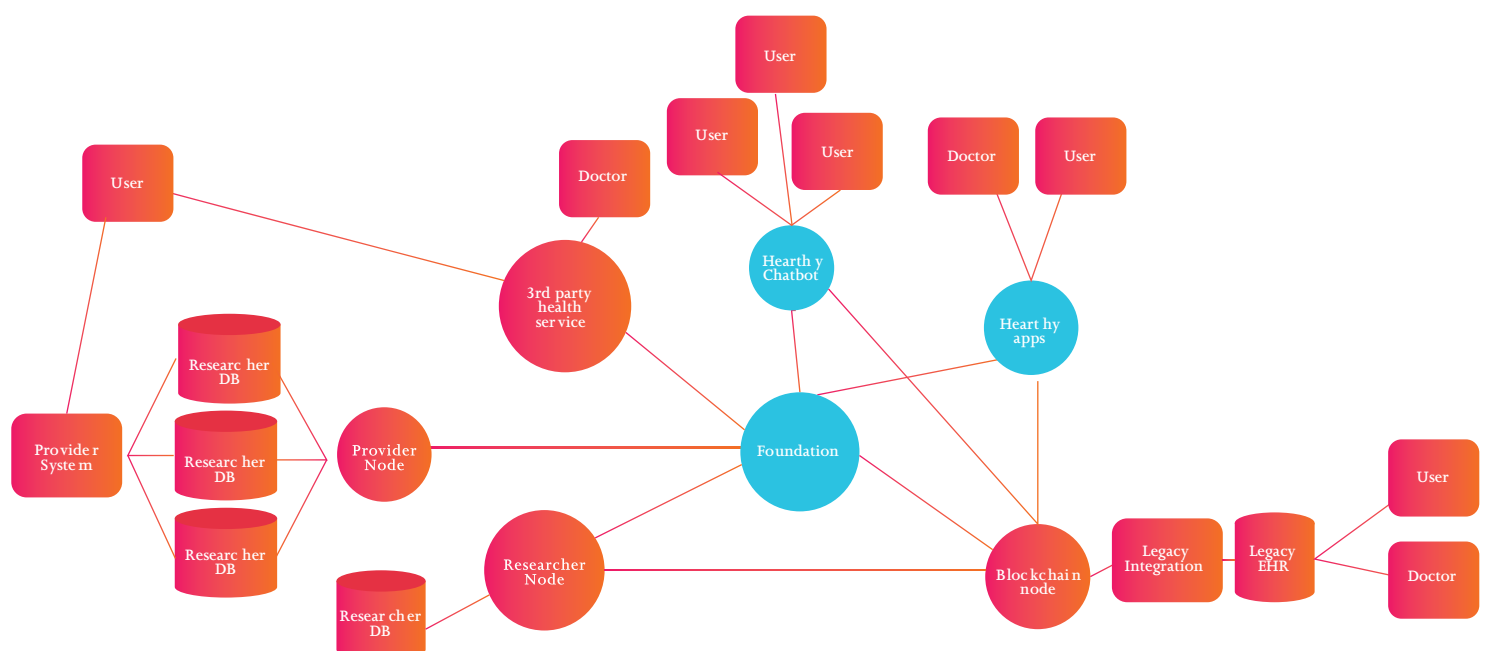 User
User
User
Doctor
User
Doctor
User
Hearth y
Chatbot
3rd party
health
ser vice
Heart hy
apps
Researc her
DB
Provide r
Syste m
Researc her
DB
Provider
Node
Foundation
Researc her
DB
Researcher
Node
Resear cher
DB
Bloc kchai n
node
Legacy
Integration
Legacy
EHR
User
Doctor